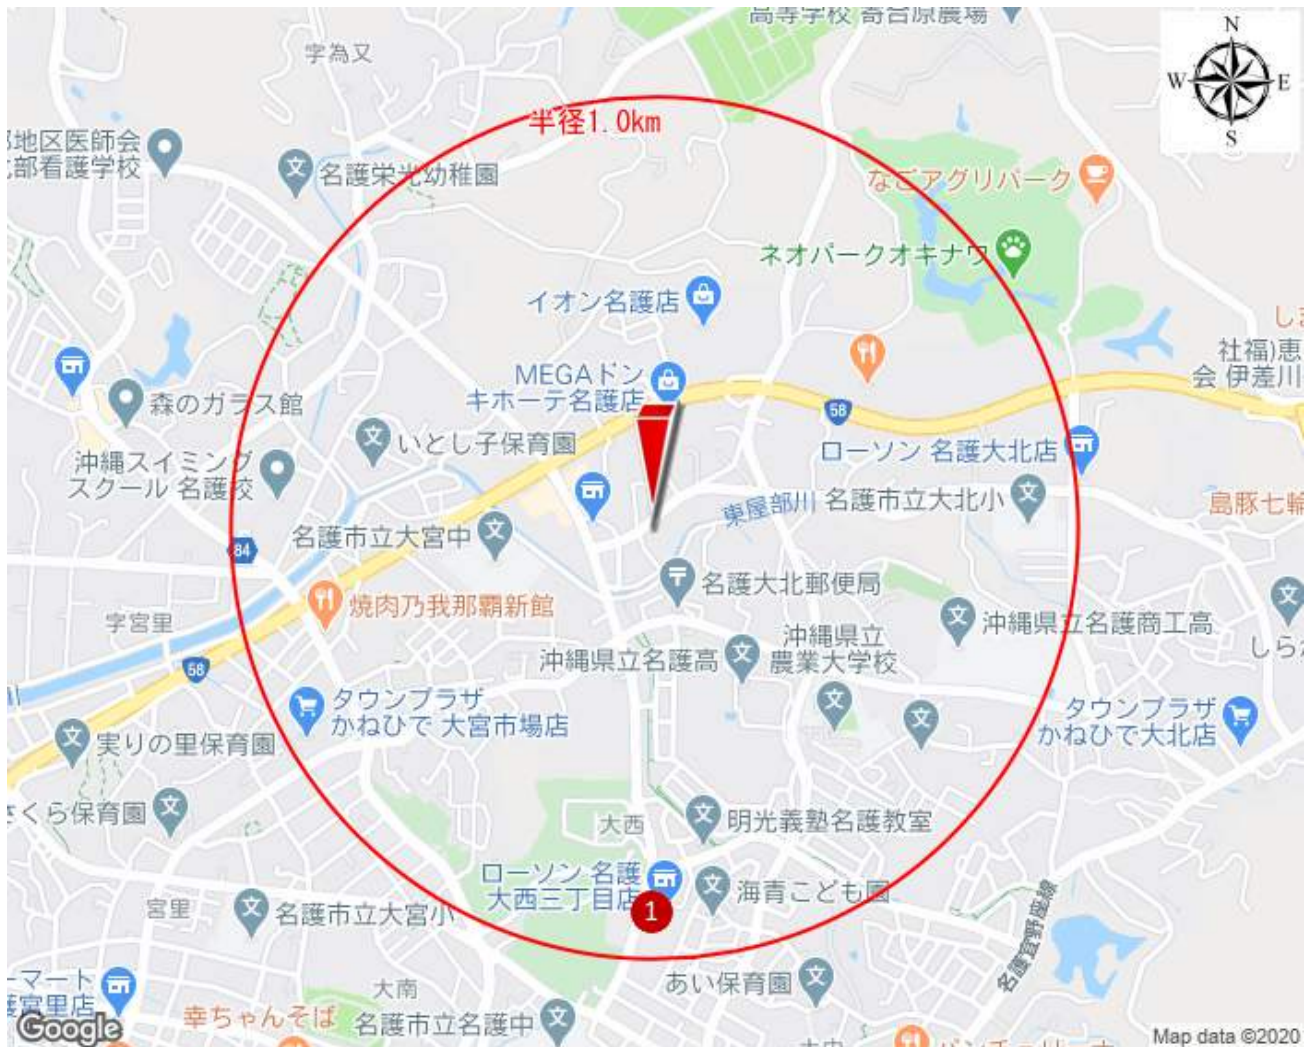 高等学校 寄合原農場
字為又
N
W
E
S
半径1.0km
地区医師会
部看護学校
名護栄光幼稚園
なごアグリパーク
ネオパークオキナワ
イオン名護店
MEGAドン
キホーテ名護店
社福)恵
会 伊差川
森のガラス館
いとし子保育園
58
ローソン 名護大北店
沖縄スイミング
スクール 名護校
東屋部川
名護市立大北小
島豚七輪
名護市立大宮中
84
名護大北郵便局
焼肉乃我那覇新館
字宮里
沖縄県立名護商工高
沖縄県立
農業大学校
沖縄県立名護高
58
タウンプラザ
かねひで 大宮市場店
タウンプラザ
かねひで大北店
実りの里保育園
さくら保育園
大西
明光義塾名護教室
ローソン 名護
大西三丁目店
1
海青こども園
宮里
名護市立大宮小
名護宜野座線
あい保育園
大南
幸ちゃんそば
名護市立名護中
Google
Map data ©2020